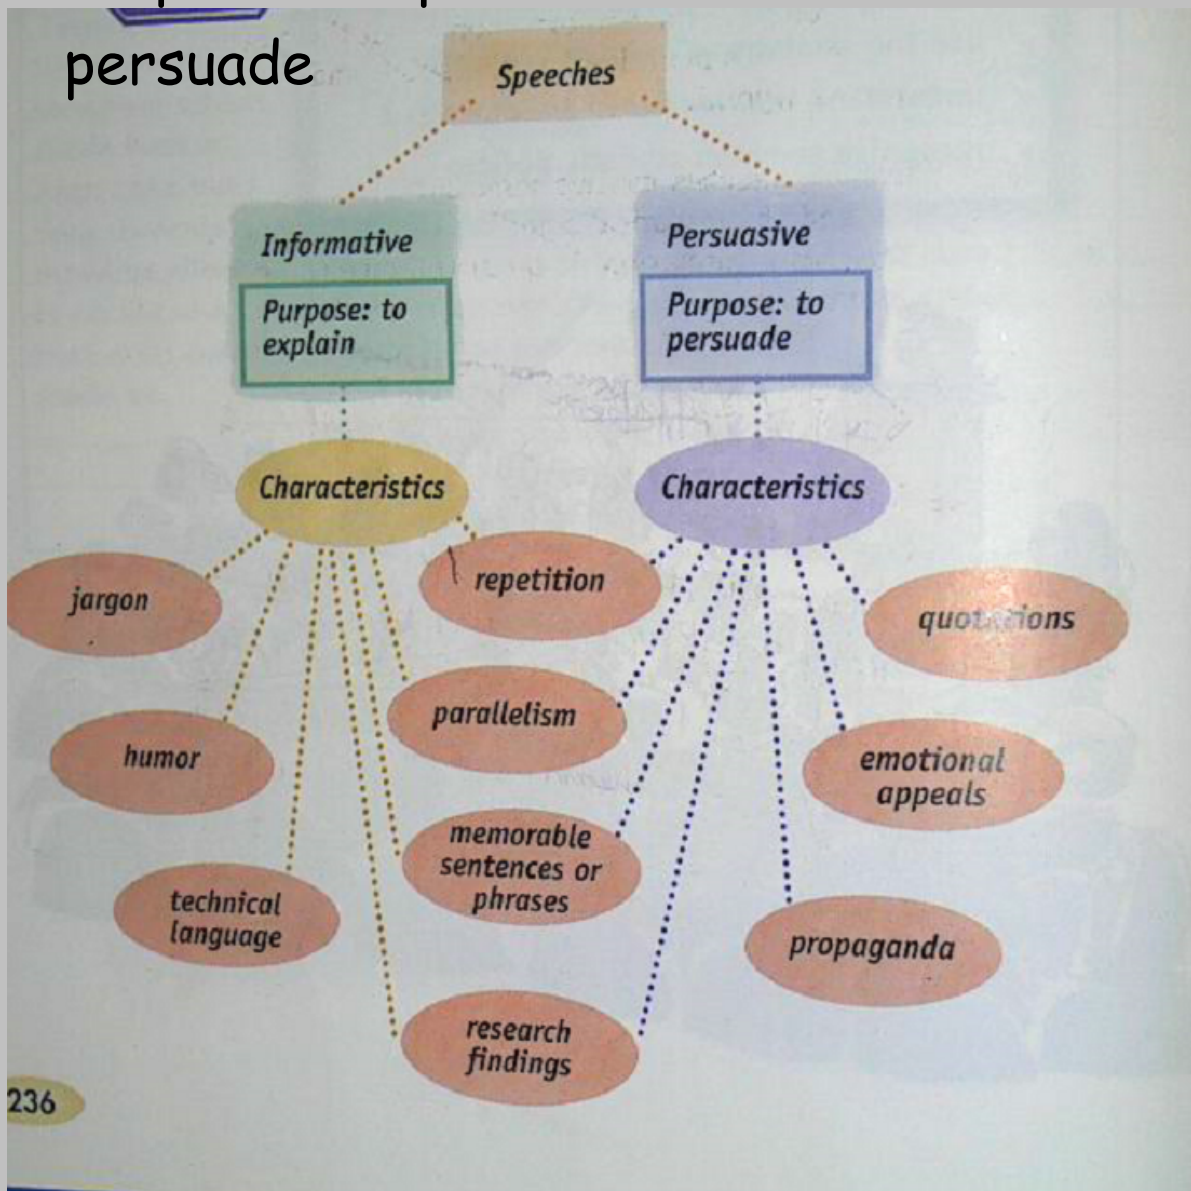 persuade
Speeches
Informative
Purpose: to
explain
Persuasive
Purpose: to
persuade
Characteristics
Characteristics
jargon
repetition
quotations
humor
parallelism
emotional
appeals
technical
language
memorable
sentences or
phrases
propaganda
research
findings
236